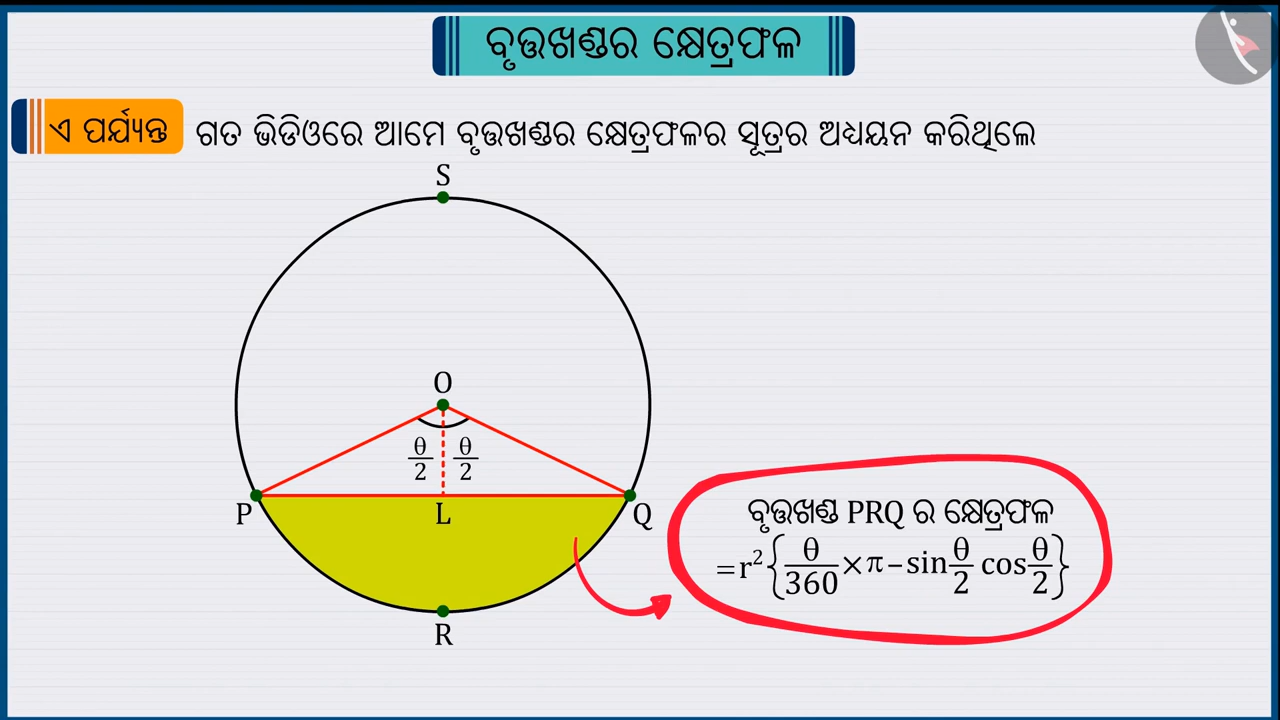 ବୃତ୍ତଖଣ୍ଡର କ୍ଷେତ୍ରଫଳ
ଏ ପର୍ଯ୍ୟନ୍ତ ଗତ ଭିଡିଓରେ ଆମେ ବୃତ୍ତଖଣ୍ଡର କ୍ଷେତ୍ରଫଳର ସୂତ୍ରର ଅଧ୍ୟୟନ କରିଥିଲେ
S
O
θ/2 θ/2
P L Q
R
ବୃତ୍ତଖଣ୍ଡ PRQ ର କ୍ଷେତ୍ରଫଳ
=r²{θ/360×π−sin θ/2 cos θ/2}